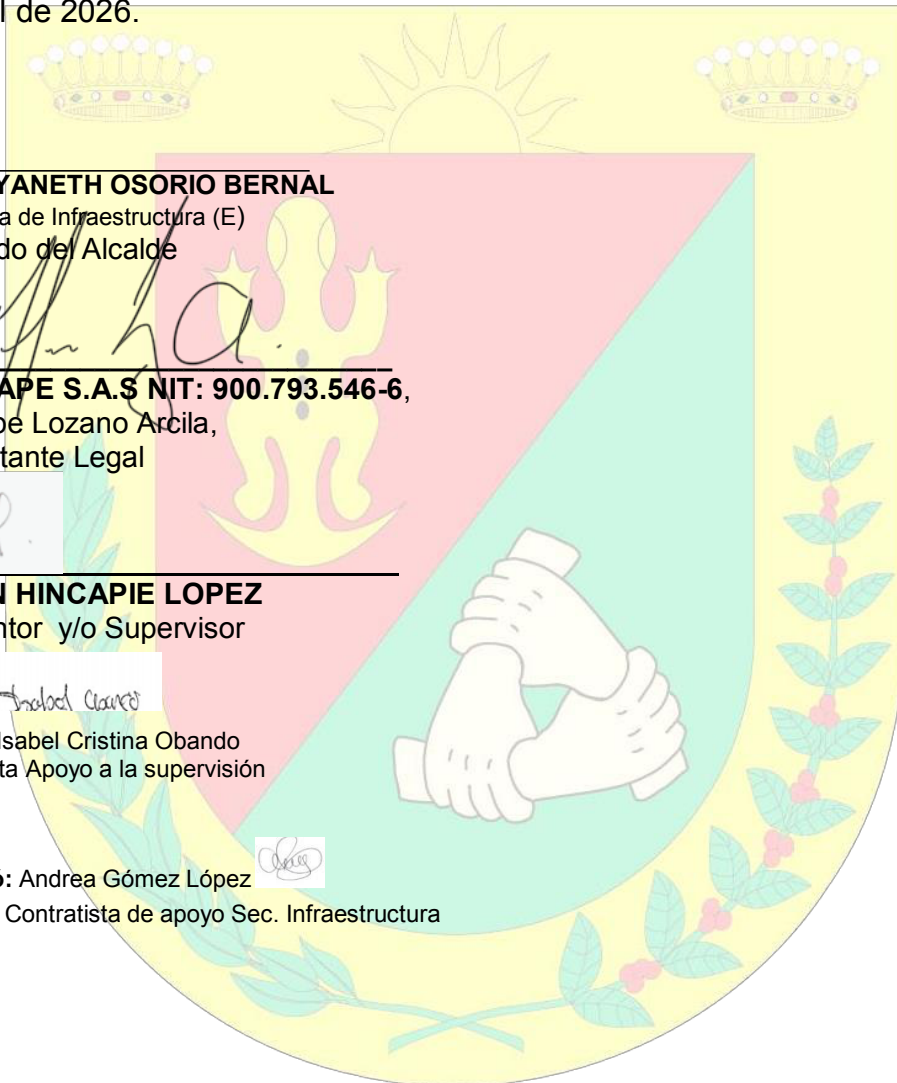 l de 2026.
YANETH OSORIO BERNAL
a de Infraestructura (E)
do del Alcalde
APE S.A.S NIT: 900.793.546-6,
pe Lozano Arcila,
tante Legal
N HINCAPIE LOPEZ
ntor y/o Supervisor
Isabel
Isabel Cristina Obando
ta Apoyo a la supervisión
ó: Andrea Gómez López
Contratista de apoyo Sec. Infraestructura